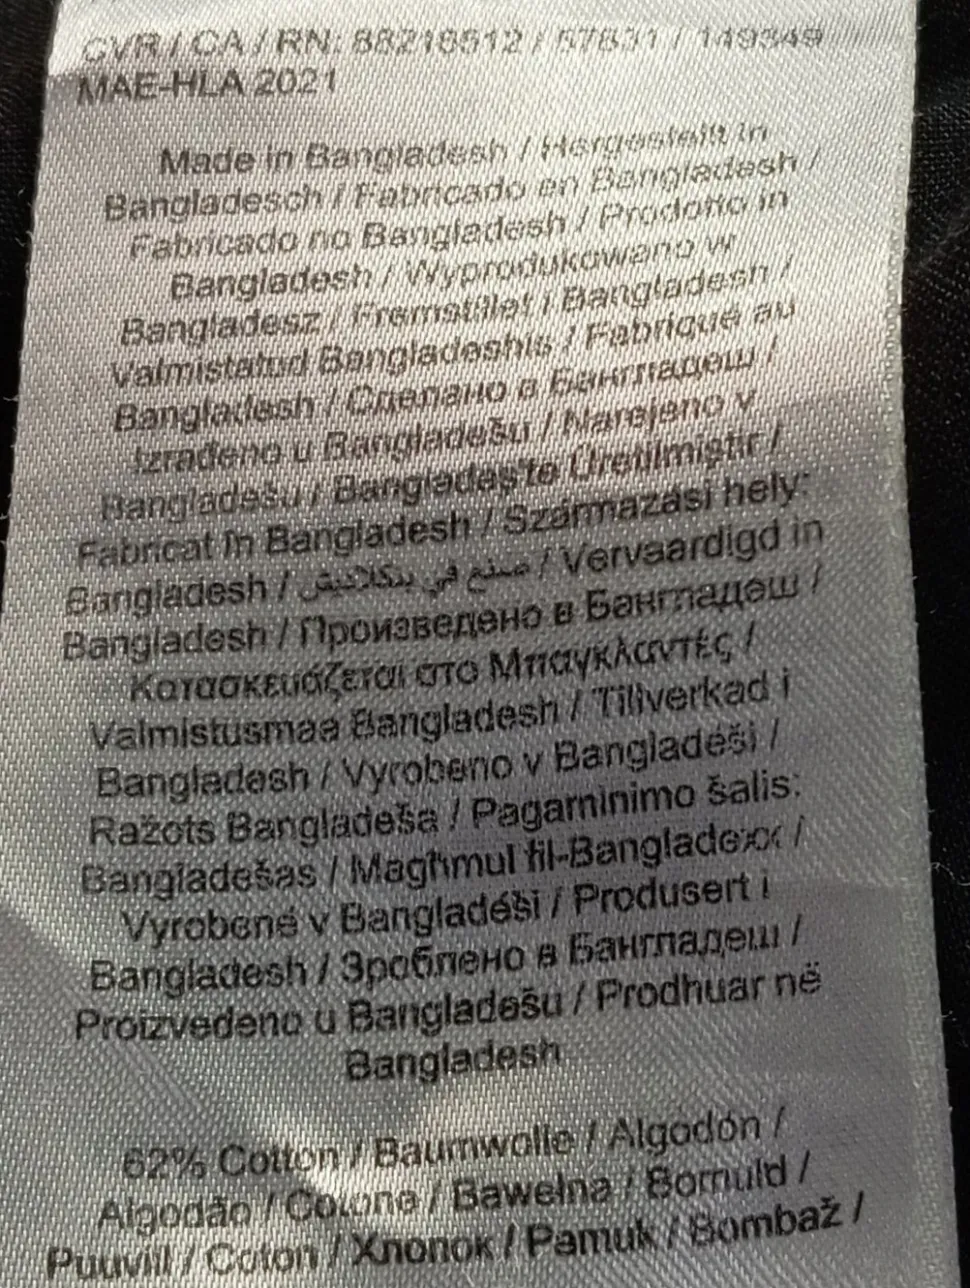 CVR / CA / RN: 88216512 / 57831 / 149349
MAE-HLA 2021
Made in Bangladesh / Hergestellt in
Bangladesch / Fabricado en Bangladesh /
Fabricado no Bangladesh / Prodotto in
Bangladesh / Wyprodukowano w
Bangladesz / Fremstillet i Bangladesh /
Valmistatud Bangladeshis / Fabriqué au
Bangladesh / Сделано в Бангладеш /
Izrađeno u Bangladešu / Narejeno v
Bangladešu / Bangladeş'te Üretilmiştir /
Fabricat în Bangladesh / Származási hely:
Bangladesh / صنع في بنكلاديش / Vervaardigd in
Bangladesh / Произведено в Бангладеш /
Κατασκευάζεται στο Μπαγκλαντές /
Valmistusmaa Bangladesh / Tillverkad i
Bangladesh / Vyrobeno v Bangladéši /
Ražots Bangladeša / Pagaminimo šalis:
Bangladešas / Magħmul fil-Bangladexx /
Vyrobené v Bangladéši / Produsert i
Bangladesh / Зроблено в Бангладеш /
Proizvedeno u Bangladešu / Prodhuar në
Bangladesh
62% Cotton / Baumwolle / Algodón /
Algodão / Cotone / Bawełna / Bomuld /
Puuvill / Coton / Хлопок / Pamuk / Bombaž /